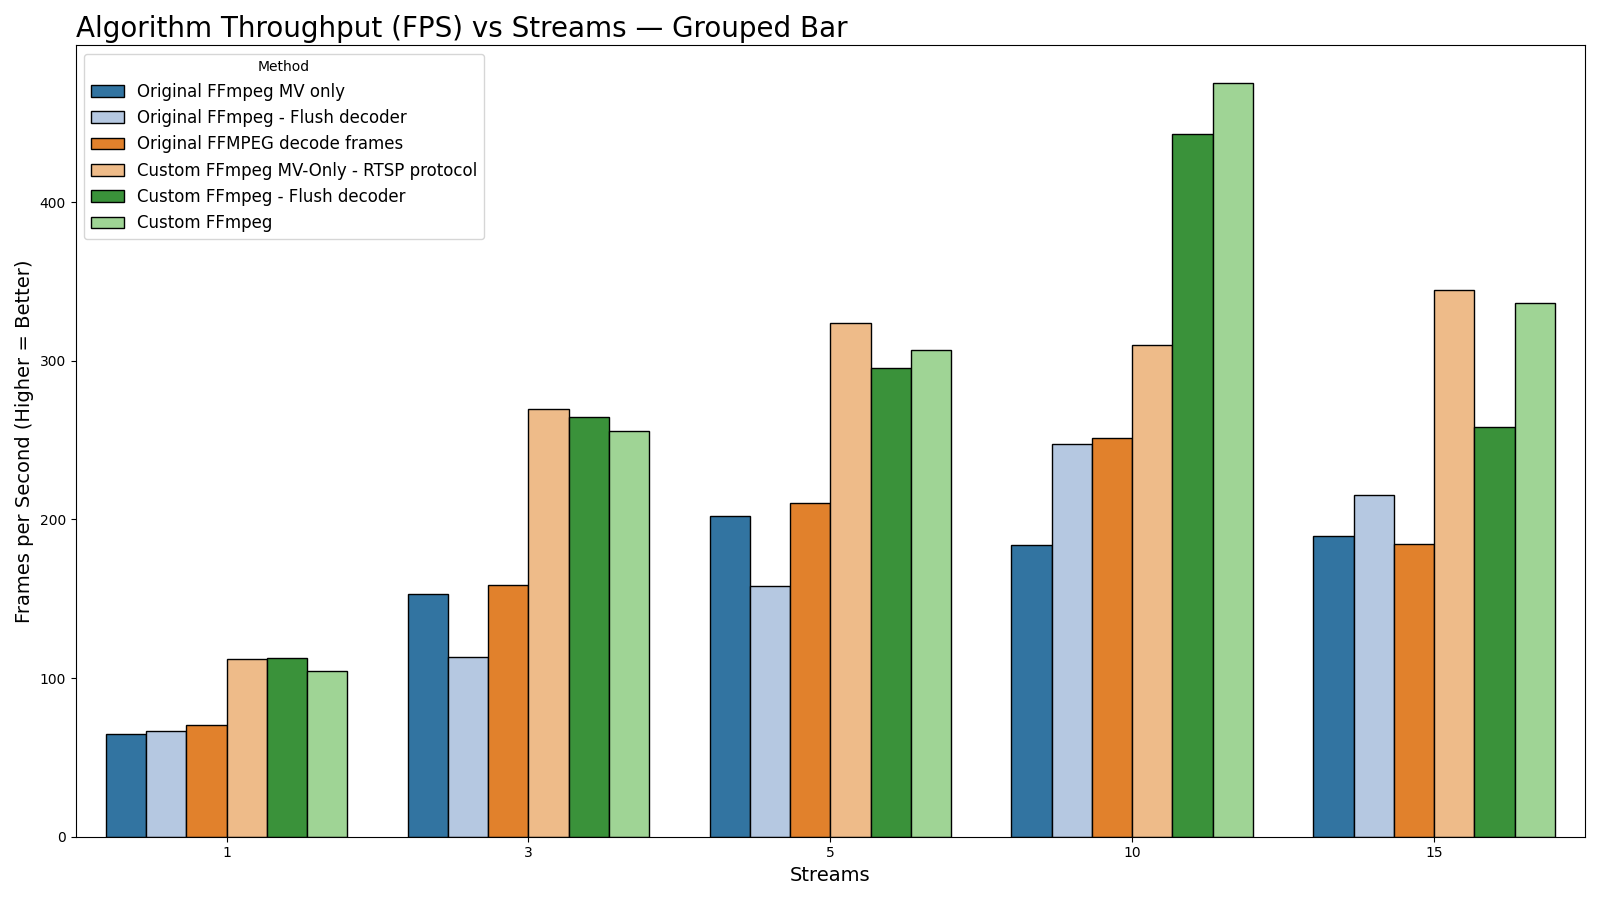 Algorithm Throughput (FPS) vs Streams — Grouped Bar
Method
Original FFmpeg MV only
Original FFmpeg - Flush decoder
Original FFMPEG decode frames
Custom FFmpeg MV-Only - RTSP protocol
Custom FFmpeg - Flush decoder
Custom FFmpeg
Frames per Second (Higher = Better)
400
300
200
100
0
1
3
5
10
15
Streams